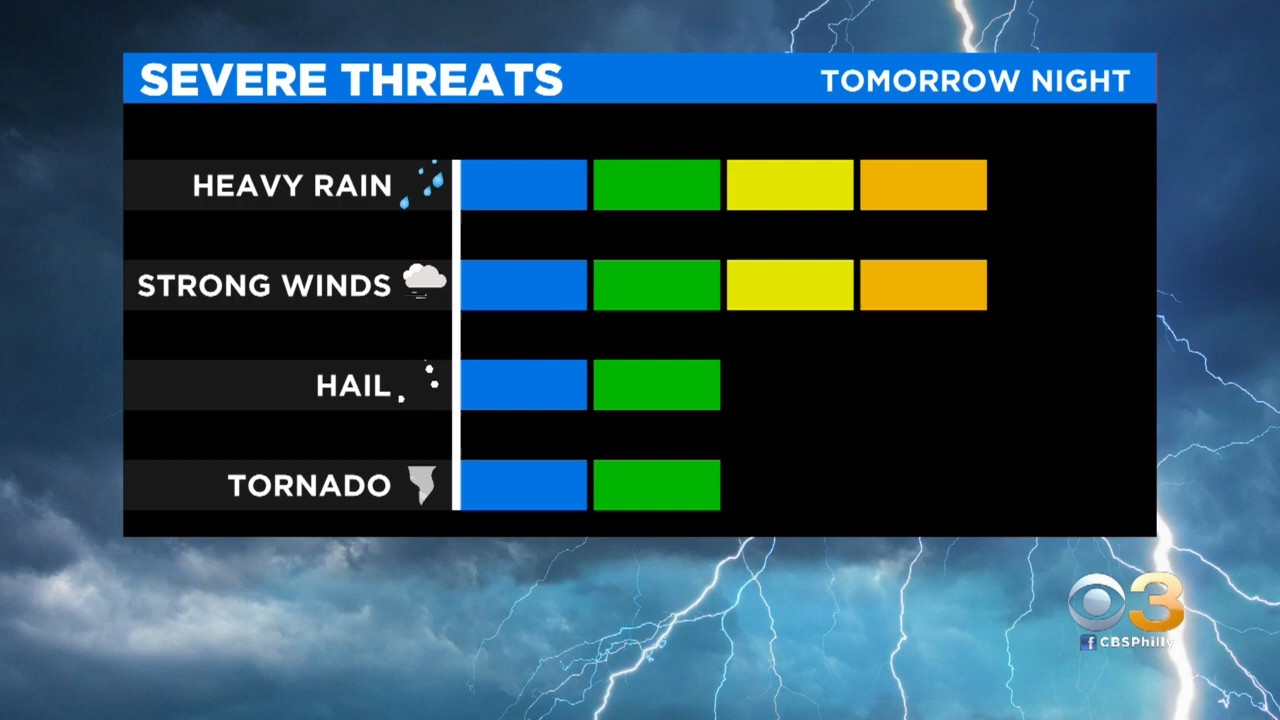 SEVERE THREATS
TOMORROW NIGHT
HEAVY RAIN
STRONG WINDS
HAIL
TORNADO
3
f CBSPhilly